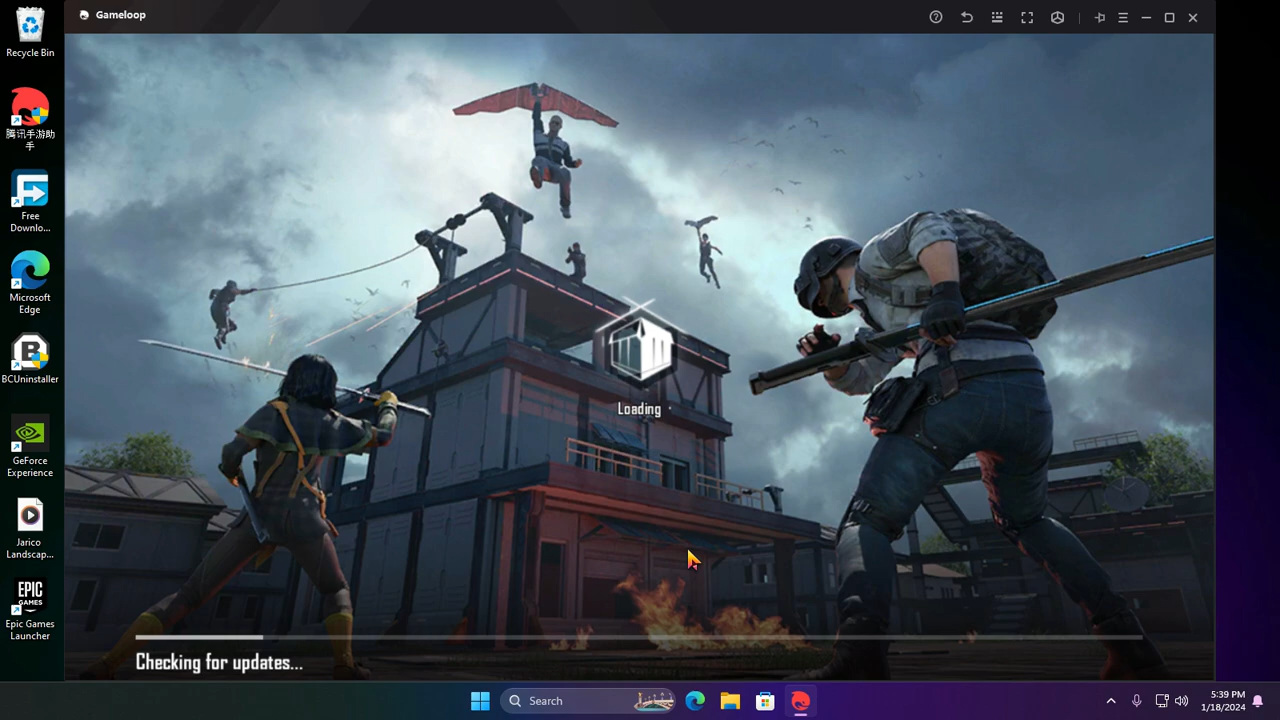 Gameloop
Recycle Bin
腾讯手游助
手
Free
Downlo...
Microsoft
Edge
B
BCUninstaller
GeForce
Experience
Jarico
Landscap...
EPIC
GAMES
Epic Games
Launcher
Loading
Checking for updates...
Search
5:39 PM
1/18/2024